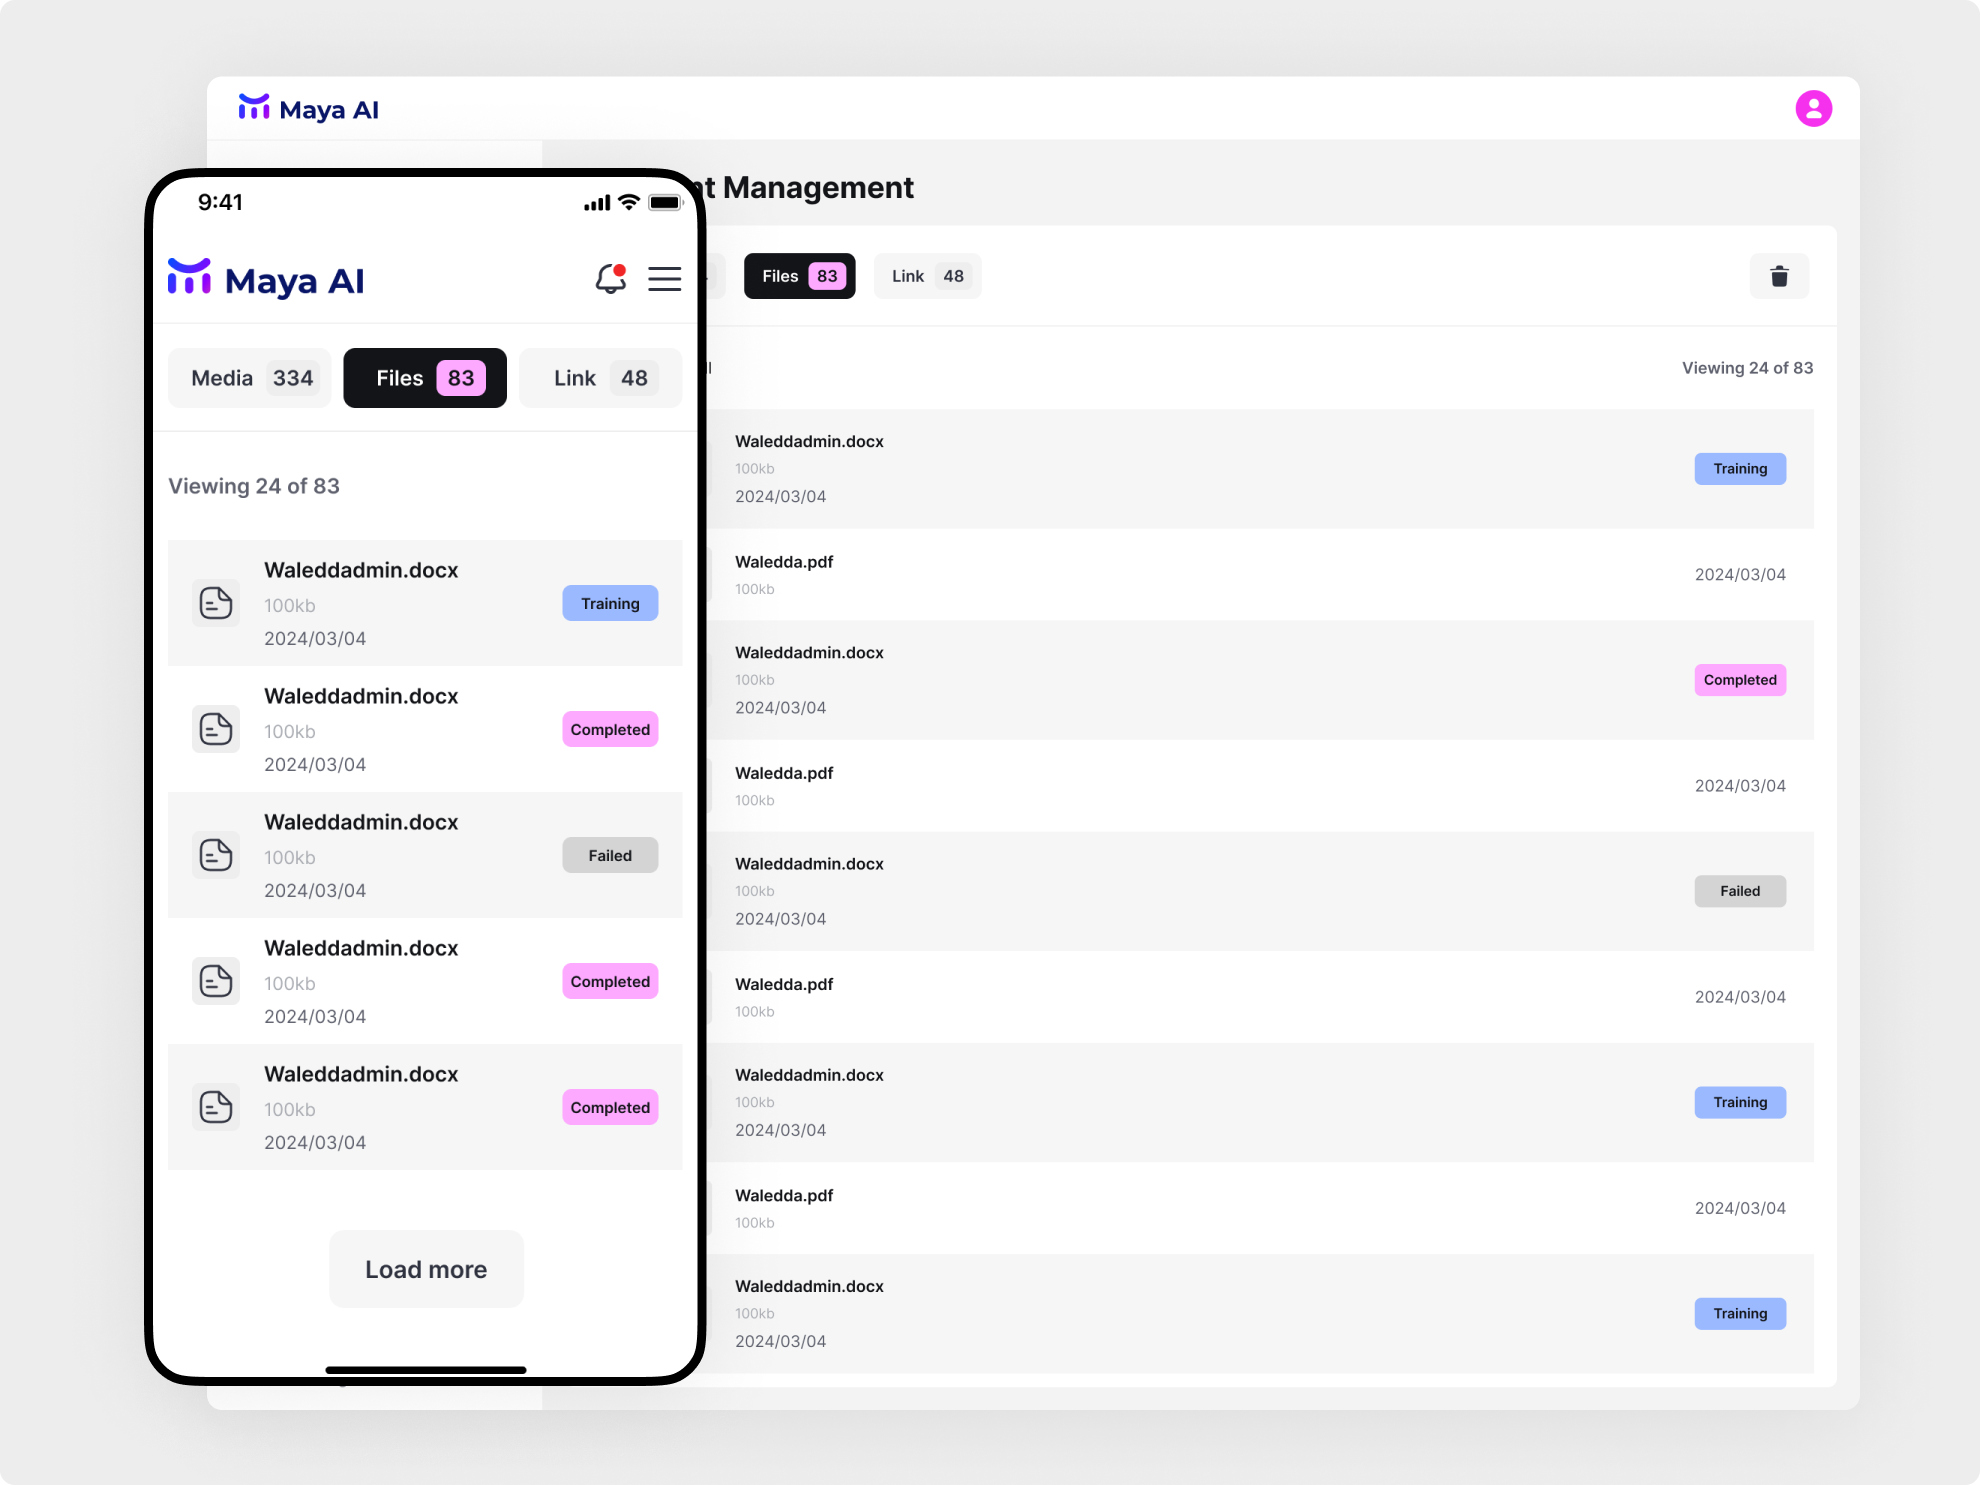 Maya AI
Management
Files 83
Link 48
Viewing 24 of 83
Waleddadmin.docx
100kb
2024/03/04
Training
Waledda.pdf
100kb
2024/03/04
Waleddadmin.docx
100kb
2024/03/04
Completed
Waledda.pdf
100kb
2024/03/04
Waleddadmin.docx
100kb
2024/03/04
Failed
Waledda.pdf
100kb
2024/03/04
Waleddadmin.docx
100kb
2024/03/04
Training
Waledda.pdf
100kb
2024/03/04
Waleddadmin.docx
100kb
2024/03/04
Training
9:41
Maya AI
Media 334
Files 83
Link 48
Viewing 24 of 83
Waleddadmin.docx
100kb
2024/03/04
Training
Waleddadmin.docx
100kb
2024/03/04
Completed
Waleddadmin.docx
100kb
2024/03/04
Failed
Waleddadmin.docx
100kb
2024/03/04
Completed
Waleddadmin.docx
100kb
2024/03/04
Completed
Load more